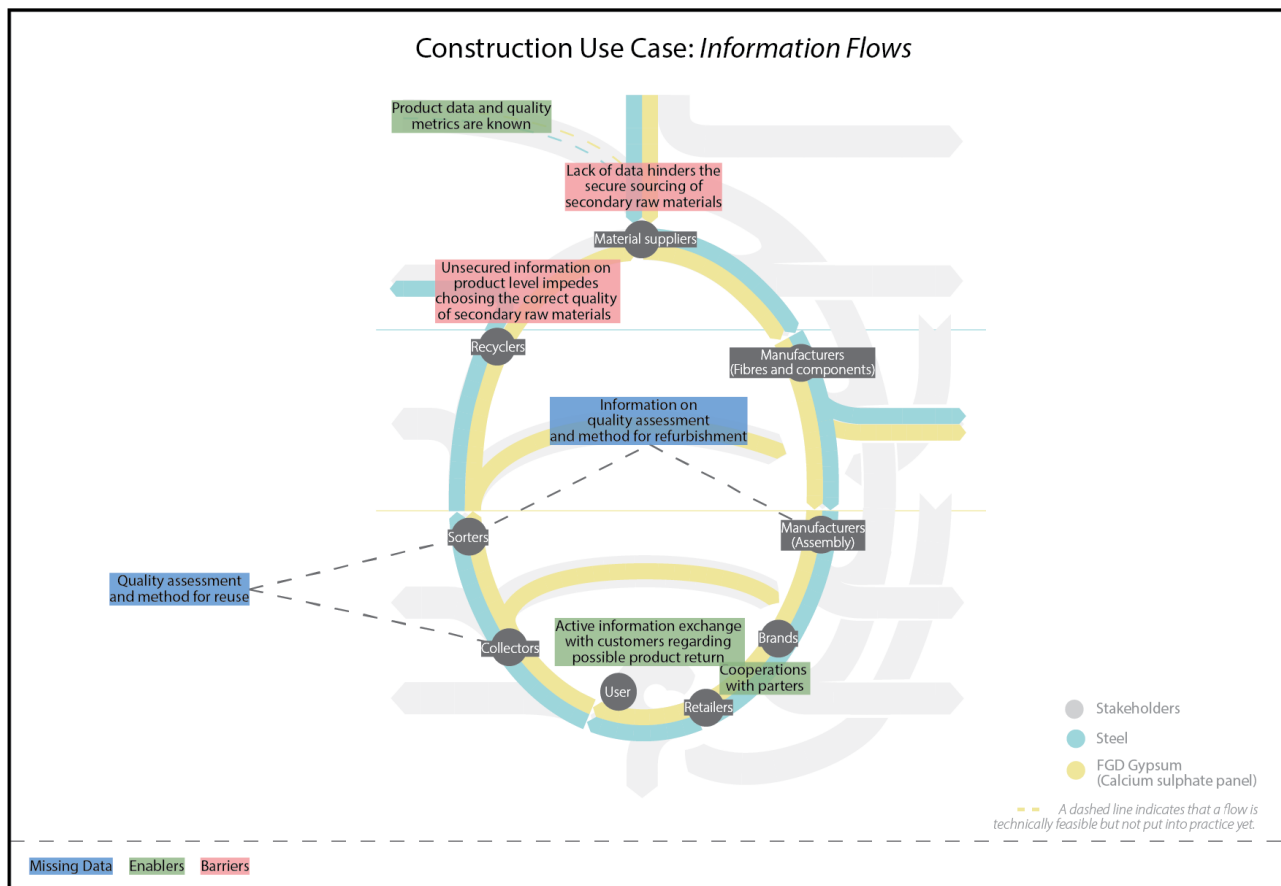 Construction Use Case: Information Flows
Product data and quality
metrics are known
Lack of data hinders the
secure sourcing of
secondary raw materials
Material suppliers
Unsecured information on
product level impedes
choosing the correct quality
of secondary raw materials
Recyclers
Manufacturers
(Fibres and components)
Information on
quality assessment
and method for refurbishment
Sorters
Manufacturers
(Assembly)
Quality assessment
and method for reuse
Collectors
Active information exchange
with customers regarding
possible product return
Brands
Cooperations
with parters
User
Retailers
Stakeholders
Steel
FGD Gypsum
(Calcium sulphate panel)
A dashed line indicates that a flow is
technically feasible but not put into practice yet.
Missing Data
Enablers
Barriers